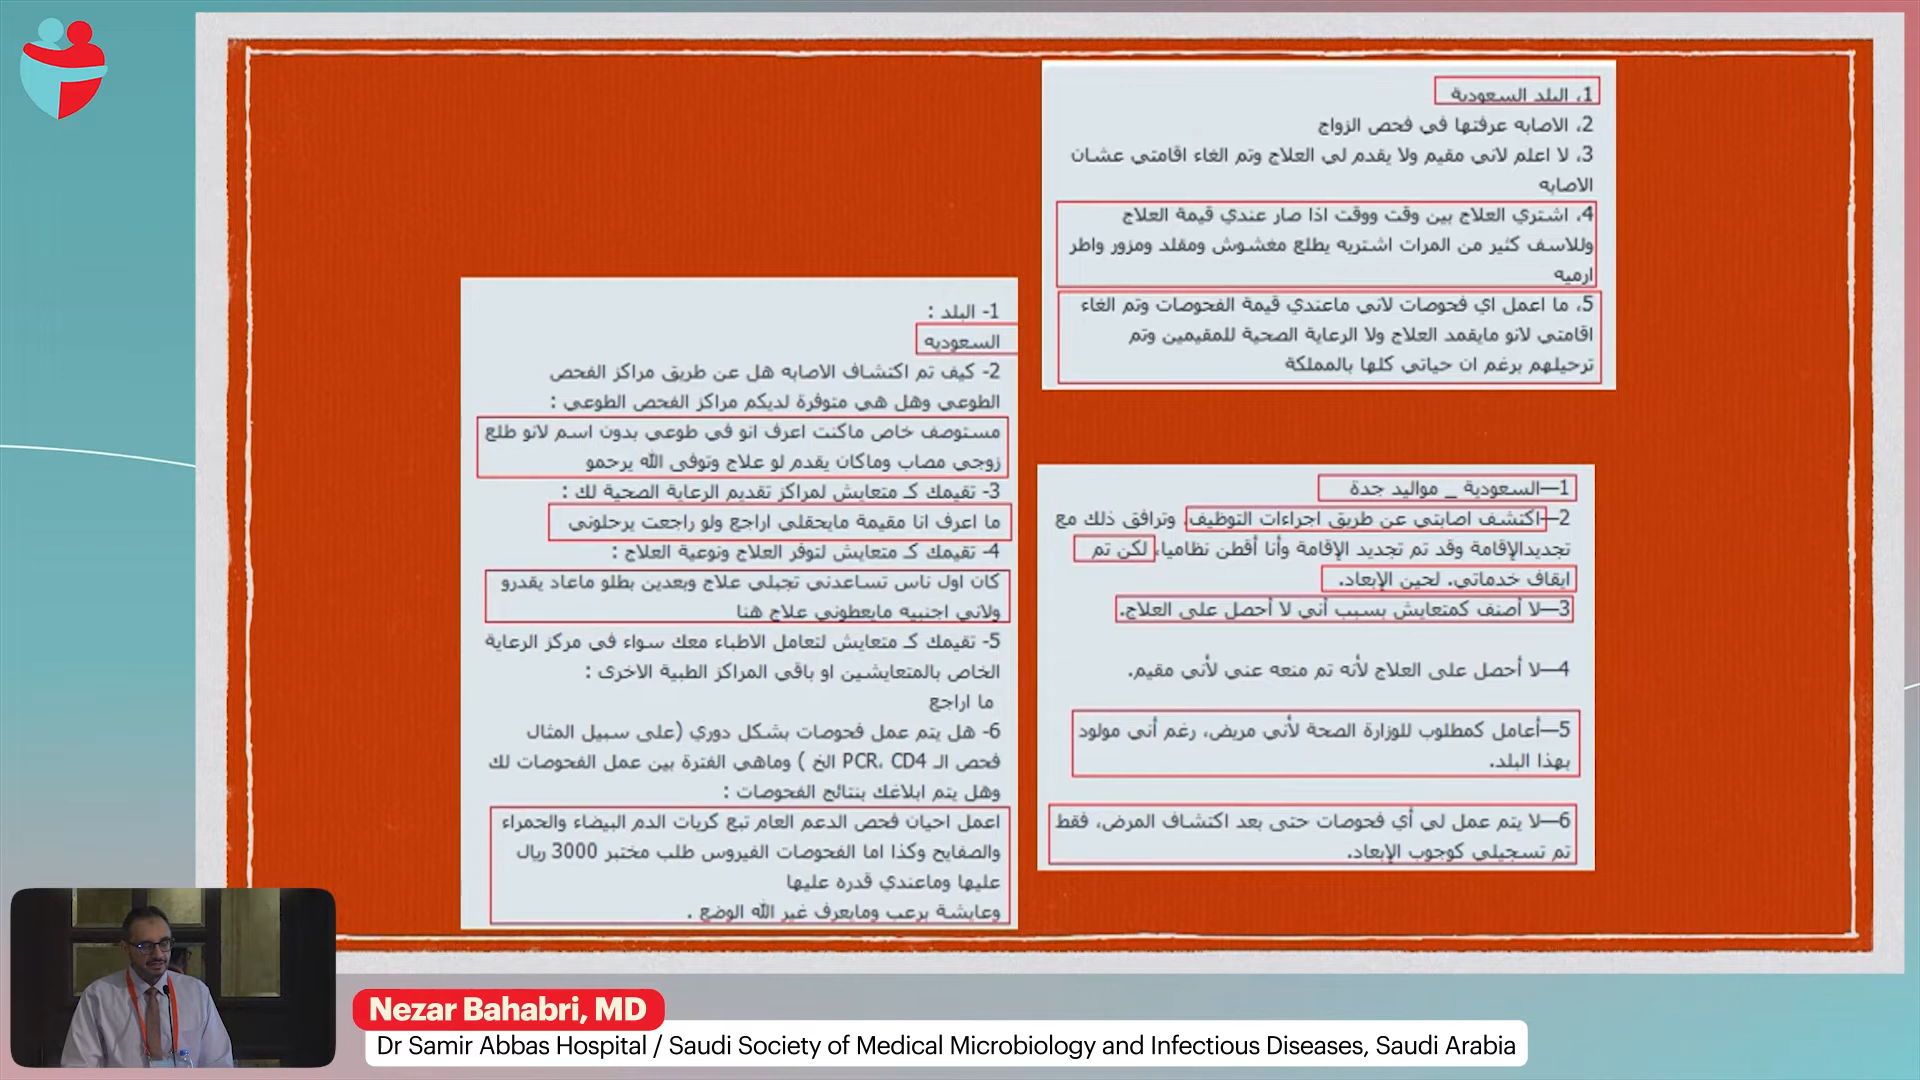 1، البلد السعودية
2، الاصابه عرفتها في فحص الزواج
3، لا اعلم لاني مقيم ولا يقدم لي العلاج وتم الغاء اقامتي عشان
الاصابه
4، اشتري العلاج بين وقت ووقت اذا صار عندي قيمة العلاج
وللاسف كثير من المرات اشتريه يطلع مغشوش ومقلد ومزور واطر
ارميه
5، ما اعمل اي فحوصات لاني ماعندي قيمة الفحوصات وتم الغاء
اقامتي لانو مايقمد العلاج ولا الرعاية الصحية للمقيمين وتم
ترحيلهم برغم ان حياتي كلها بالمملكة
1- البلد :
السعوديه
2- كيف تم اكتشاف الاصابه هل عن طريق مراكز الفحص
الطوعي وهل هي متوفرة لديكم مراكز الفحص الطوعي :
مستوصف خاص ماكنت اعرف انو في طوعي بدون اسم لانو طلع
زوجي مصاب وماكان يقدم لو علاج وتوفى الله يرحمو
3- تقيمك كـ متعايش لمراكز تقديم الرعاية الصحية لك :
ما اعرف انا مقيمة مايحقلي اراجع ولو راجعت يرحلوني
4- تقيمك كـ متعايش لتوفر العلاج ونوعية العلاج :
كان اول ناس تساعدني تجبلي علاج وبعدين بطلو ماعاد يقدرو
ولاني اجنبيه مايعطوني علاج هنا
5- تقيمك كـ متعايش لتعامل الاطباء معك سواء في مركز الرعاية
الخاص بالمتعايشين او باقي المراكز الطبية الاخرى :
ما اراجع
6- هل يتم عمل فحوصات بشكل دوري (على سبيل المثال
فحص الـ PCR، CD4 الخ ) وماهي الفترة بين عمل الفحوصات لك
وهل يتم ابلاغك بنتائج الفحوصات :
اعمل احيان فحص الدعم العام تبع كريات الدم البيضاء والحمراء
والصفايح وكذا اما الفحوصات الفيروس طلب مختبر 3000 ريال
عليها وماعندي قدره عليها
وعايشة برعب ومايعرف غير الله الوضع .
1—السعودية _ مواليد جدة
2—اكتشف اصابتي عن طريق اجراءات التوظيف، وترافق ذلك مع
تجديدالإقامة وقد تم تجديد الإقامة وأنا أقطن نظاميا، لكن تم
ايقاف خدماتي. لحين الإبعاد.
3—لا أصنف كمتعايش بسبب أني لا أحصل على العلاج.
4—لا أحصل على العلاج لأنه تم منعه عني لأني مقيم.
5—أعامل كمطلوب للوزارة الصحة لأني مريض، رغم أني مولود
بهذا البلد.
6—لا يتم عمل لي أي فحوصات حتى بعد اكتشاف المرض، فقط
تم تسجيلي كوجوب الإبعاد.
Nezar Bahabri, MD
Dr Samir Abbas Hospital / Saudi Society of Medical Microbiology and Infectious Diseases, Saudi Arabia